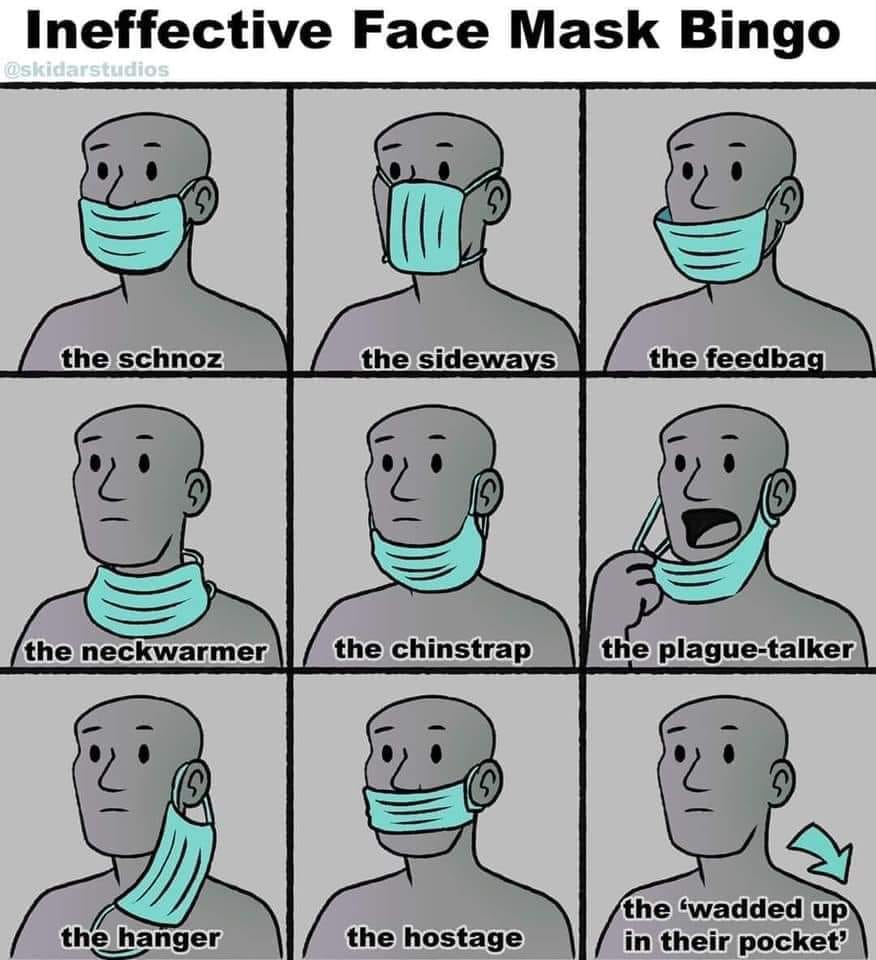 Ineffective Face Mask Bingo
@skidarstudios
the schnoz
the sideways
the feedbag
the neckwarmer
the chinstrap
the plague-talker
the hanger
the hostage
the ‘wadded up
in their pocket’